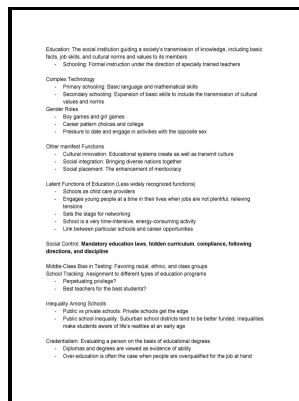 Education: The social institution guiding a society's transmission of knowledge, including basic
facts, job skills, and cultural norms and values to its members
- Schooling: Formal instruction under the direction of specially trained teachers
Complex Technology
- Primary schooling: Basic language and mathematical skills
- Secondary schooling: Expansion of basic skills to include the transmission of cultural
values and norms
Gender Roles
- Boy games and girl games
- Career pattern choices and college
- Pressure to date and engage in activities with the opposite sex
Other manifest Functions
- Cultural innovation: Educational systems create as well as transmit culture
- Social integration: Bringing diverse nations together
- Social placement: The enhancement of meritocracy
Latent Functions of Education (Less widely recognized functions)
- Schools as child care providers
- Engages young people at a time in their lives when jobs are not plentiful, relieving
tensions
- Sets the stage for networking
- School is a very time-intensive, energy-consuming activity
- Link between particular schools and career opportunities
Social Control: Mandatory education laws, hidden curriculum, compliance, following
directions, and discipline
Middle-Class Bias in Testing: Favoring racial, ethnic, and class groups
School Tracking: Assignment to different types of education programs
- Perpetuating privilege?
- Best teachers for the best students?
Inequality Among Schools
- Public vs private schools: Private schools get the edge
- Public school inequality: Suburban school districts tend to be better funded; Inequalities
make students aware of life's realities at an early age
Credentialism: Evaluating a person on the basis of educational degrees
- Diplomas and degrees are viewed as evidence of ability
- Over-education is often the case when people are overqualified for the job at hand